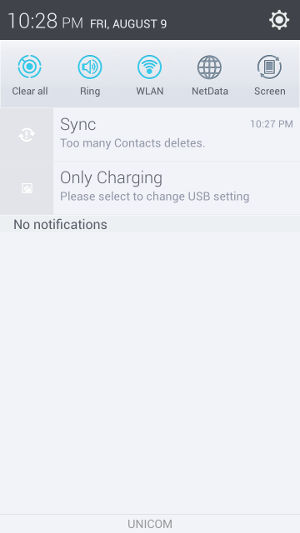 10:28 PM FRI, AUGUST 9
Clear all Ring WLAN NetData Screen
Sync 10:27 PM
Too many Contacts deletes.
Only Charging
Please select to change USB setting
No notifications
UNICOM